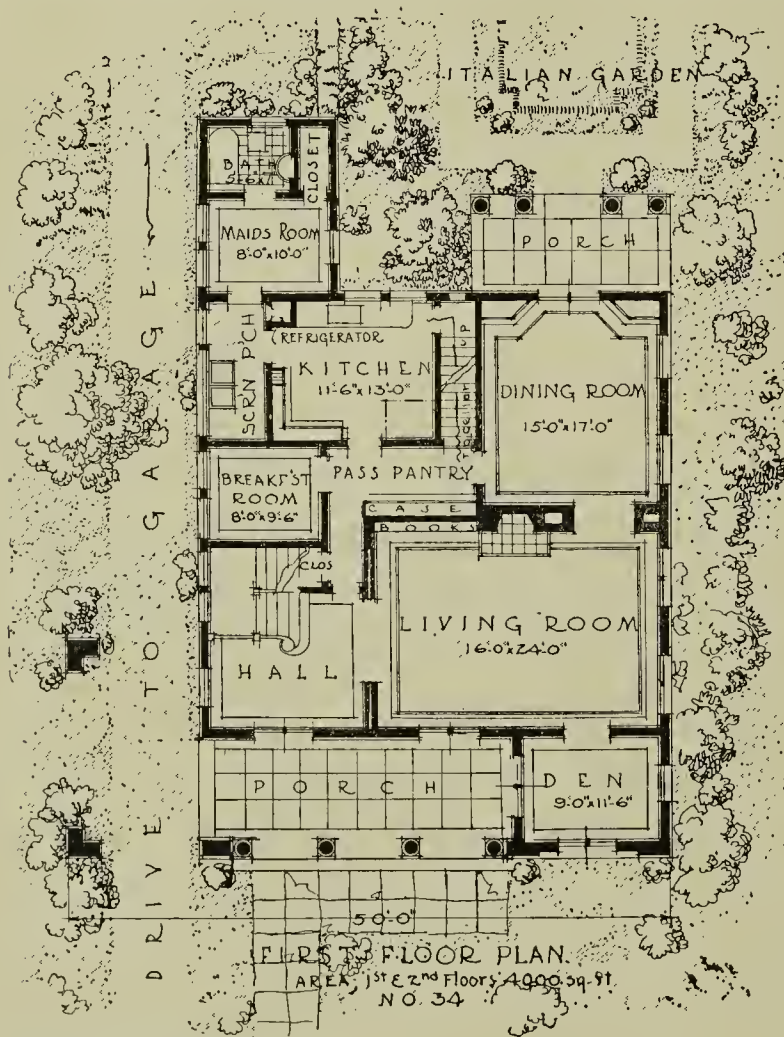 ITALIAN GARDEN
BATH
CLOSET
MAIDS ROOM
8'-0"x10'-0"
PORCH
SCRN P'CH
REFRIGERATOR
KITCHEN
11'-6"x13'-0"
UP
DINING ROOM
15'-0"x17'-0"
PASS PANTRY
BREAKF'ST
ROOM
8'-0"x9'-6"
CASE
BOOKS
CLOS
LIVING ROOM
16'-0"x24'-0"
HALL
PORCH
DEN
9'-0"x11'-6"
DRIVE TO GARAGE
50'-0"
FIRST FLOOR PLAN.
AREA, 1st & 2nd Floors 4000 sq. ft.
NO. 34